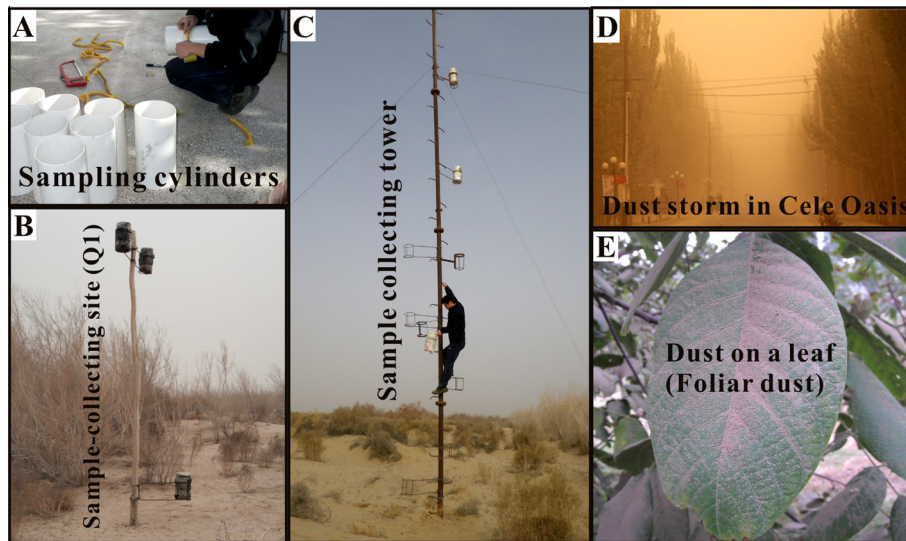 A
Sampling cylinders
B
Sample-collecting site (Q1)
C
Sample collecting tower
D
Dust storm in Cele Oasis
E
Dust on a leaf
(Foliar dust)